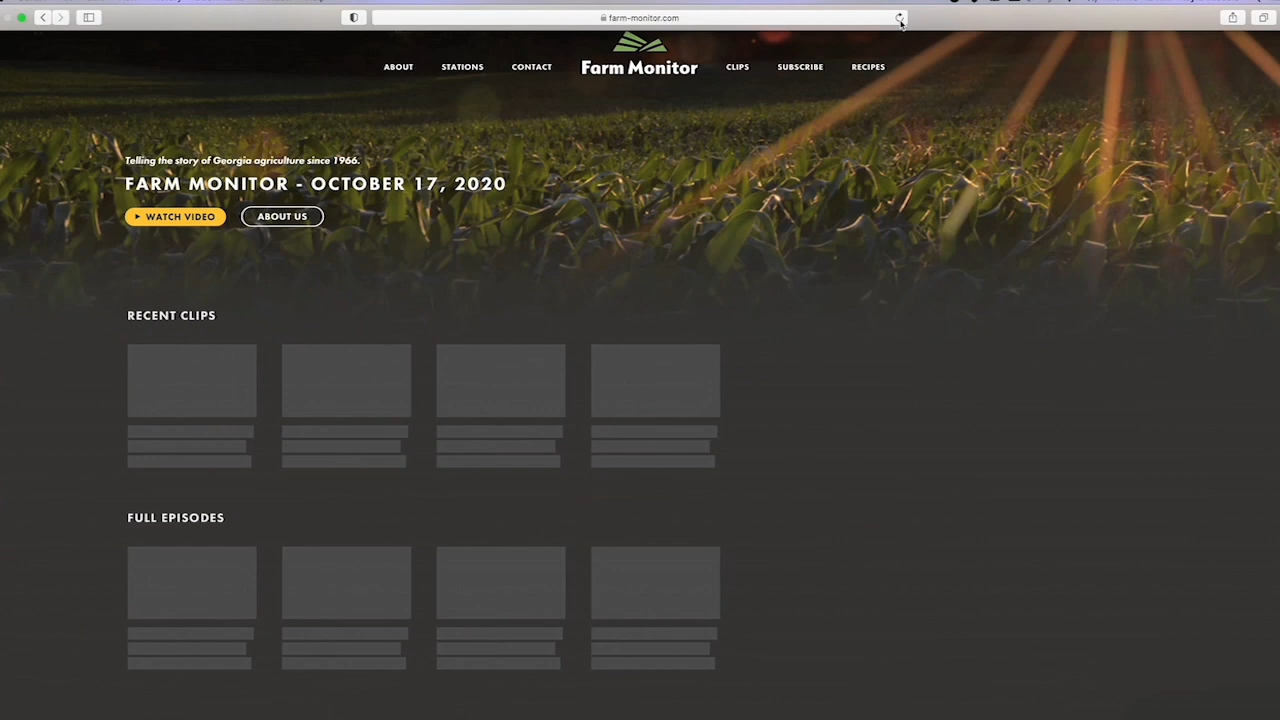 farm-monitor.com
ABOUT STATIONS CONTACT Farm Monitor CLIPS SUBSCRIBE RECIPES
Telling the story of Georgia agriculture since 1966.
FARM MONITOR - OCTOBER 17, 2020
WATCH VIDEO ABOUT US
RECENT CLIPS
FULL EPISODES